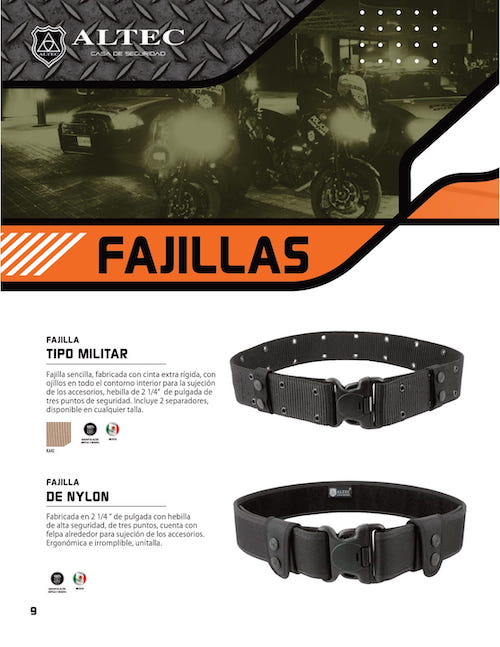 ALTEC
ALTEC
CASA DE SEGURIDAD
POLICE
FAJILLAS
FAJILLA
TIPO MILITAR
Fajilla sencilla, fabricada con cinta extra rígida, con
ojillos en todo el contorno interior para la sujeción
de los accesorios, hebilla de 2 1/4" de pulgada de
tres puntos de seguridad. Incluye 2 separadores,
disponible en cualquier talla.
KAKI
FAJILLA
DE NYLON
Fabricada en 2 1/4 " de pulgada con hebilla
de alta seguridad, de tres puntos, cuenta con
felpa alrededor para sujeción de los accesorios.
Ergonómica e irrompible, unitalla.
ALTEC
9